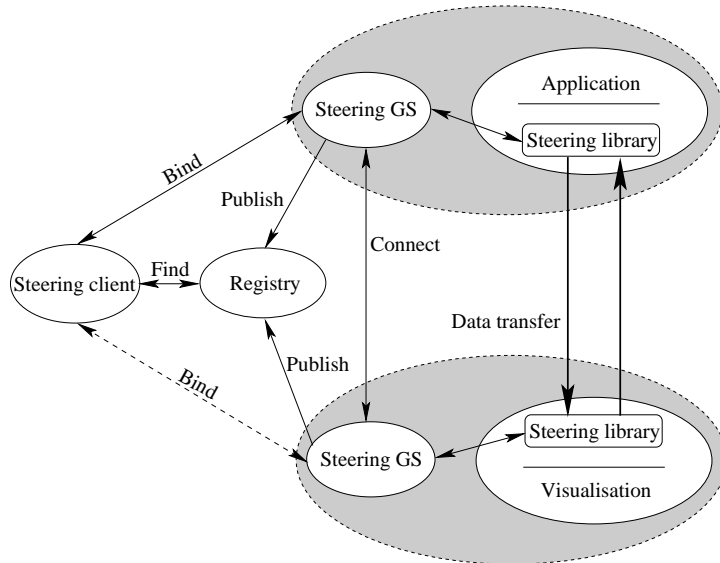 Application
Steering GS
Steering library
Bind
Publish
Connect
Find
Steering client
Registry
Data transfer
Publish
Bind
Steering library
Steering GS
Visualisation